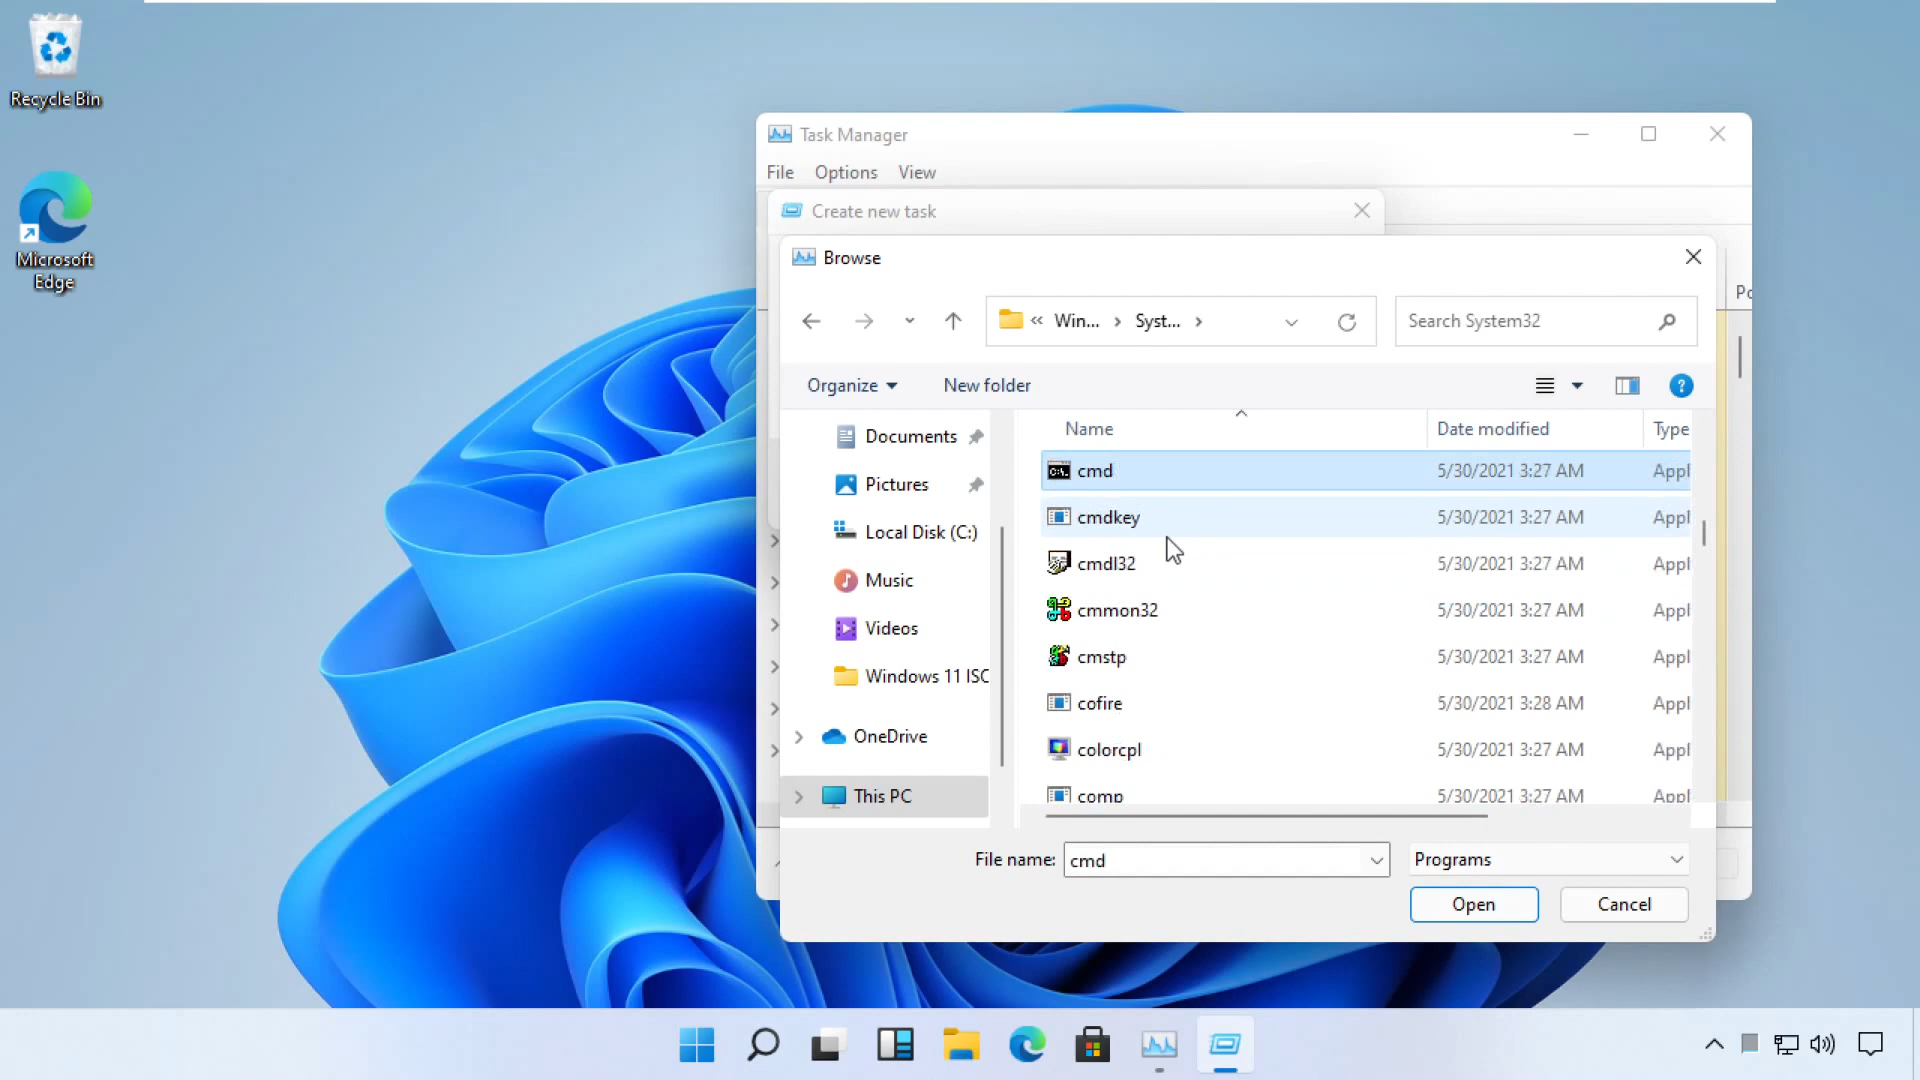 Recycle Bin
Microsoft
Edge
Task Manager
File Options View
Create new task
Browse
« Win... › Syst... ›
Search System32
Organize
New folder
Name
Date modified
Type
Documents
Pictures
Local Disk (C:)
Music
Videos
Windows 11 ISO
OneDrive
This PC
cmd 5/30/2021 3:27 AM Appl
cmdkey 5/30/2021 3:27 AM Appl
cmdl32 5/30/2021 3:27 AM Appl
cmmon32 5/30/2021 3:27 AM Appl
cmstp 5/30/2021 3:27 AM Appl
cofire 5/30/2021 3:28 AM Appl
colorcpl 5/30/2021 3:27 AM Appl
comp 5/30/2021 3:27 AM Appl
Po
File name: cmd
Programs
Open
Cancel